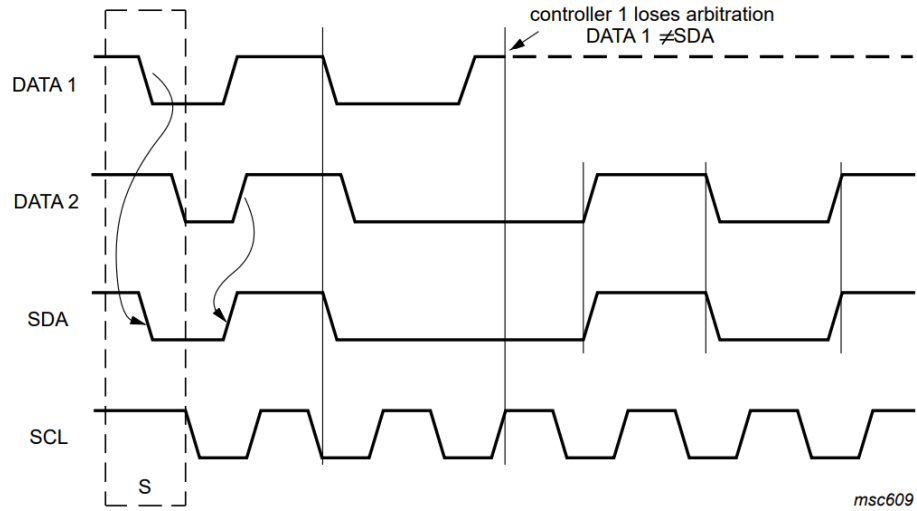 controller 1 loses arbitration
DATA 1 ≠SDA
DATA 1
DATA 2
SDA
SCL
S
msc609